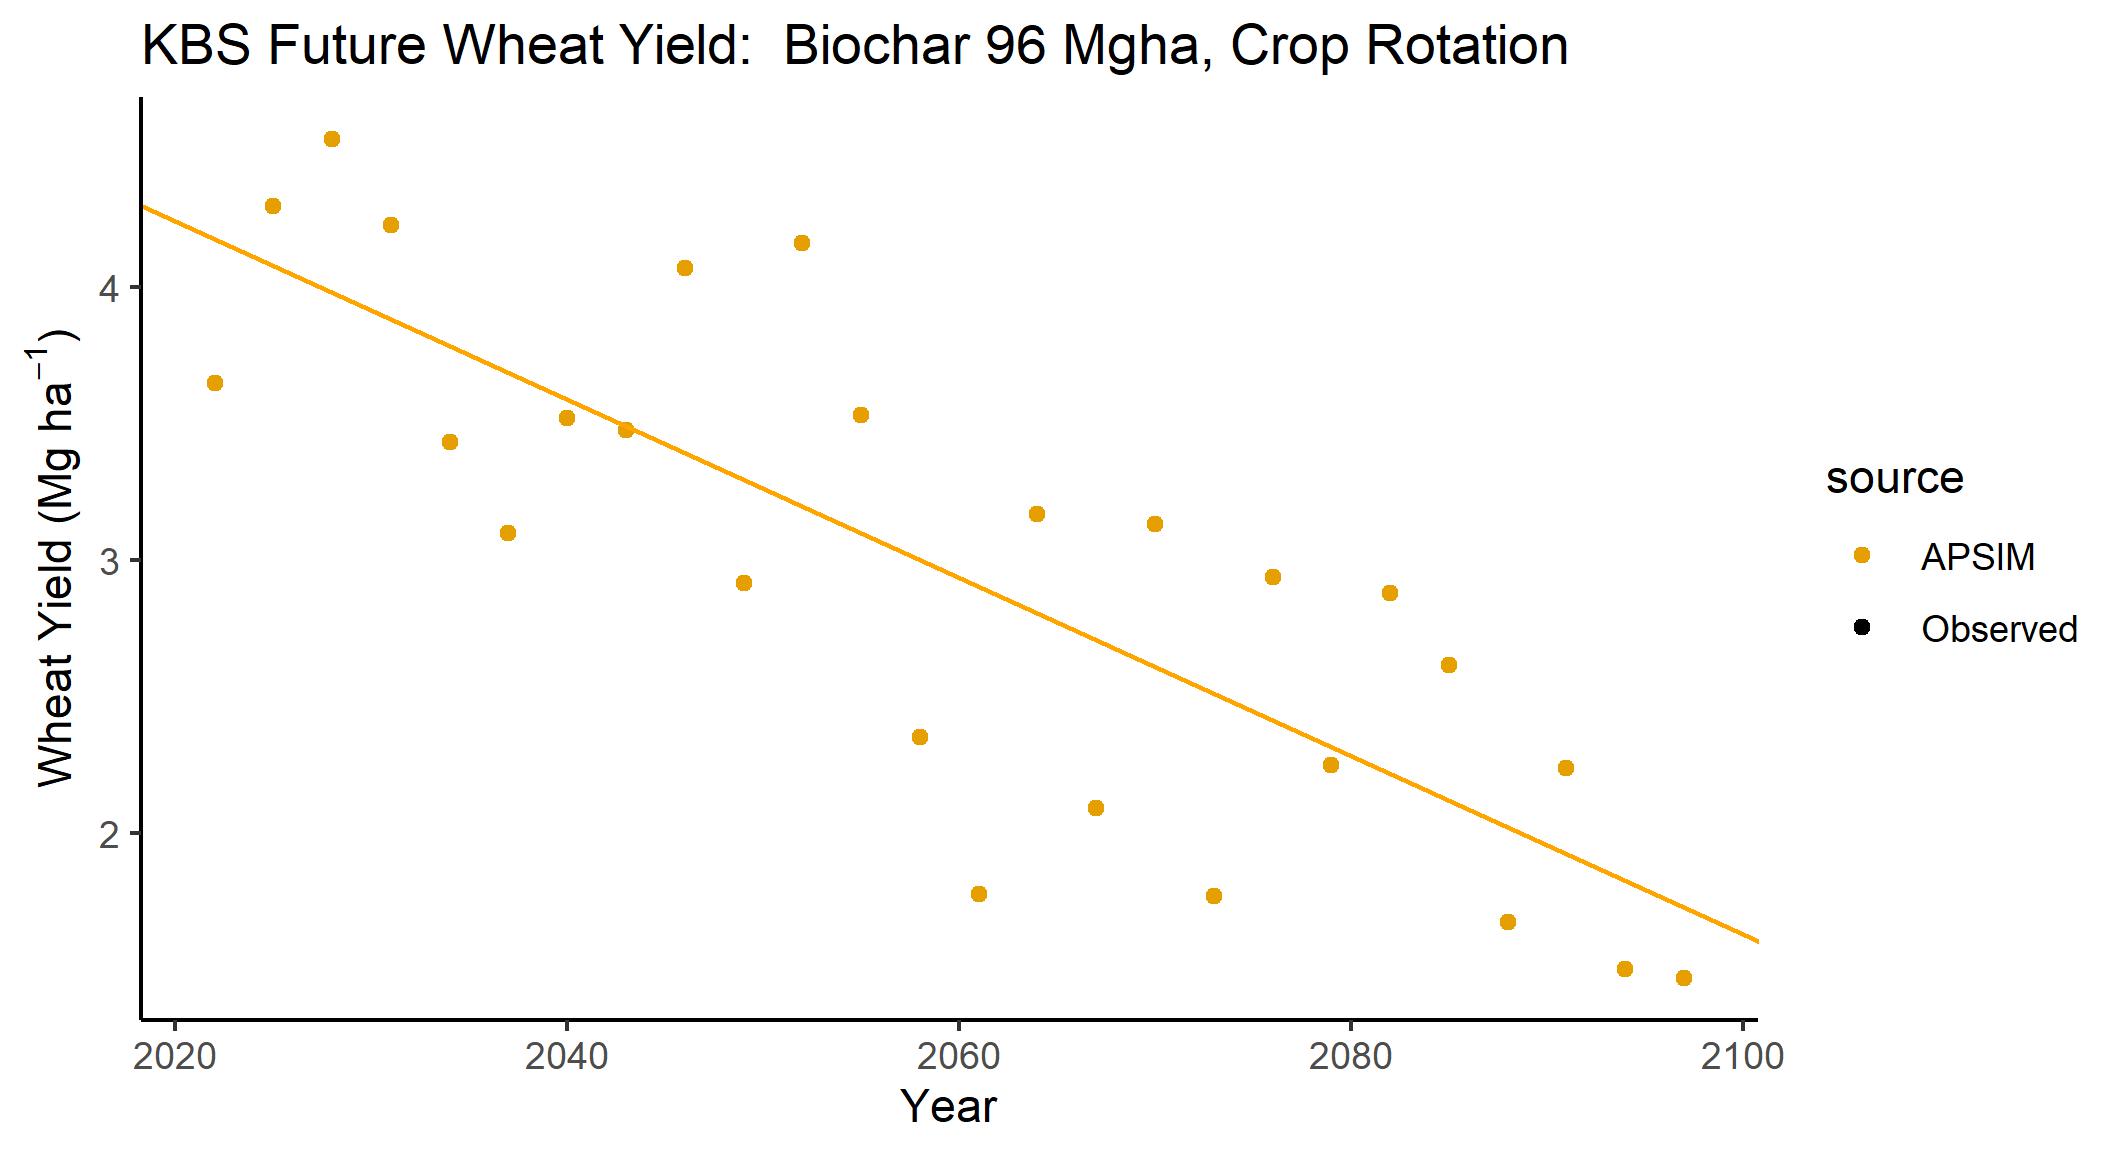 KBS Future Wheat Yield:  Biochar 96 Mgha, Crop Rotation
Wheat Yield (Mg ha⁻¹)
4
3
2
2020 2040 2060 2080 2100
Year
source
APSIM
Observed